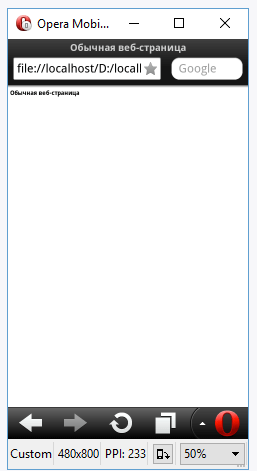 Opera Mobi...
Обычная веб-страница
file://localhost/D:/locall
Google
Обычная веб-страница
Custom 480x800 PPI: 233 50%